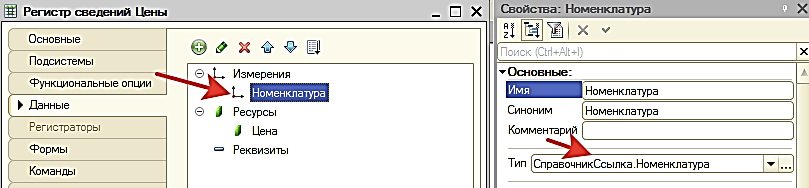 Регистр сведений Цены
Основные
Подсистемы
Функциональные опции
Данные
Регистраторы
Формы
Команды
Измерения
Номенклатура
Ресурсы
Цена
Реквизиты
Свойства: Номенклатура
Поиск (Ctrl+Alt+I)
Основные:
Имя Номенклатура
Синоним Номенклатура
Комментарий
Тип СправочникСсылка.Номенклатура